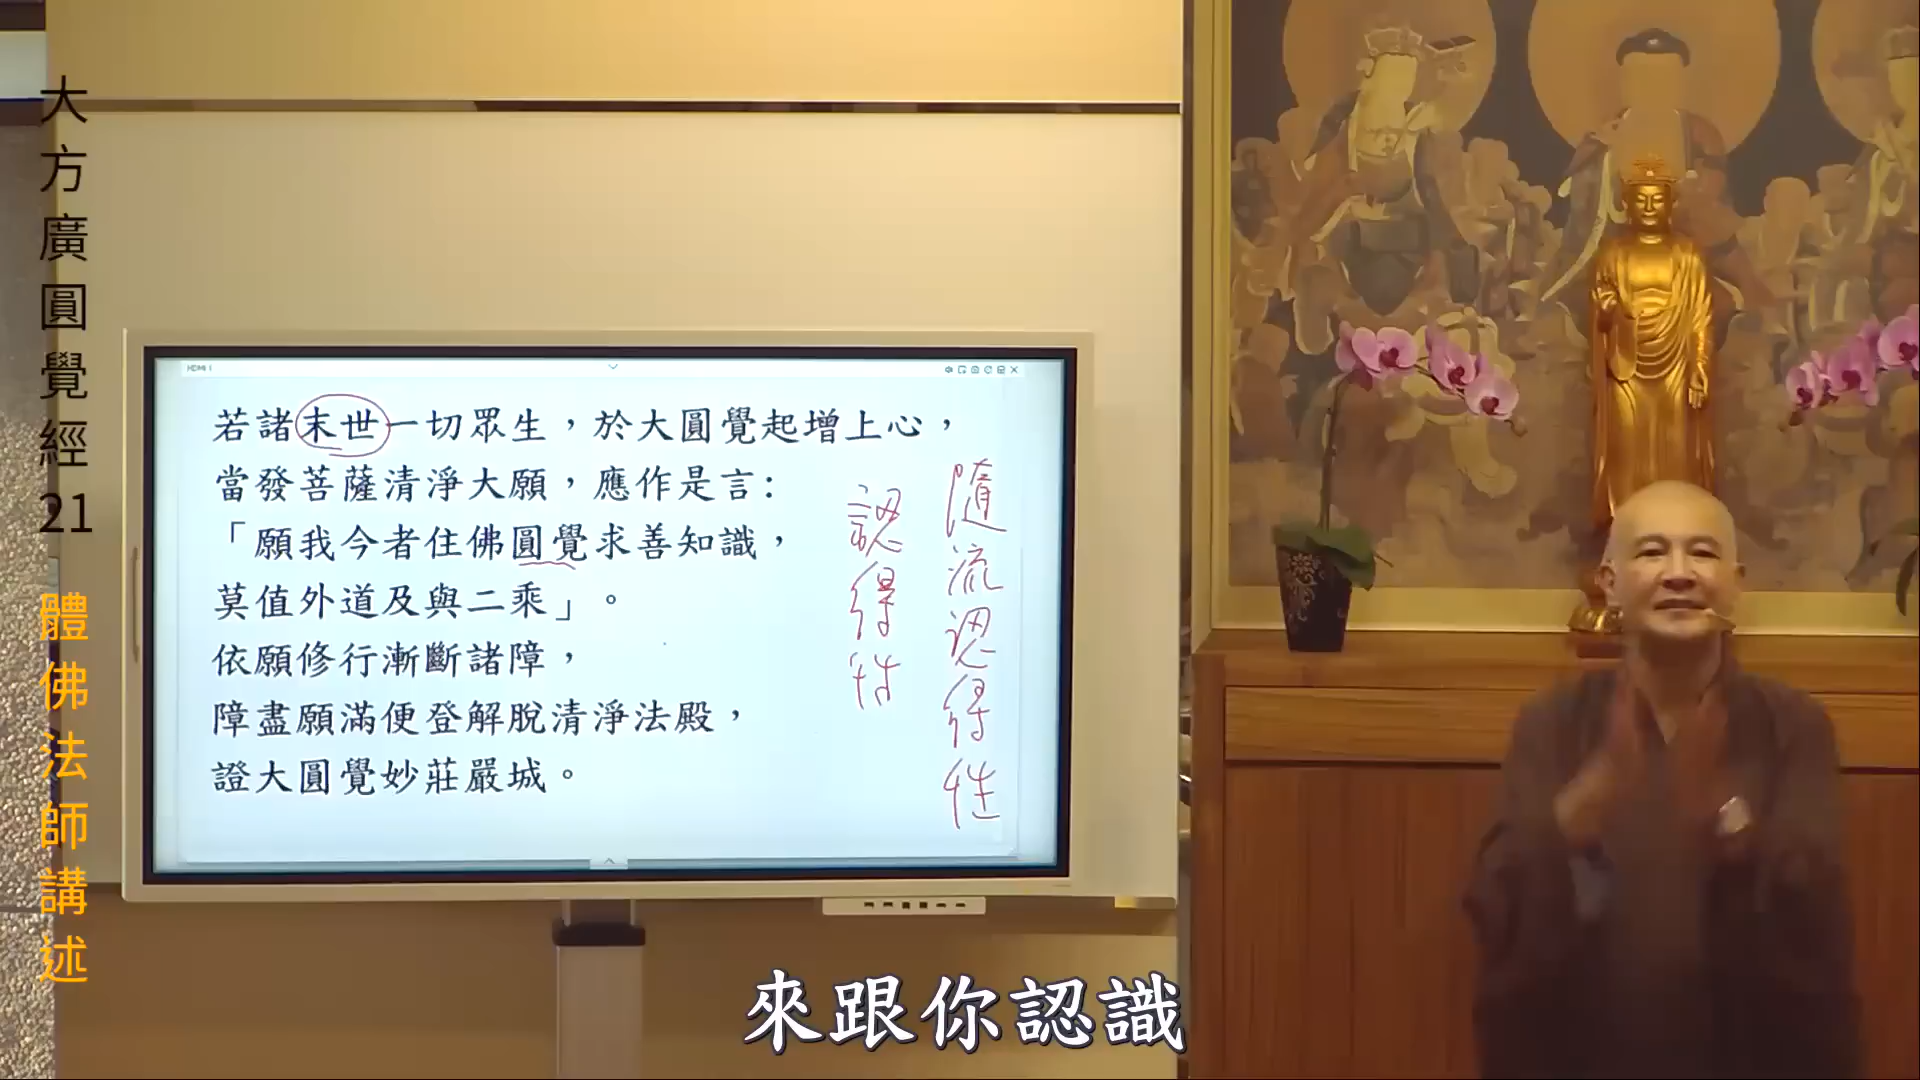 大方廣圓覺經21 體佛法師講述
HDMI 1
若諸末世一切眾生，於大圓覺起增上心，
當發菩薩清淨大願，應作是言：
「願我今者住佛圓覺求善知識，
莫值外道及與二乘」。
依願修行漸斷諸障，
障盡願滿便登解脫清淨法殿，
證大圓覺妙莊嚴城。
隨流認得性
認得性
來跟你認識